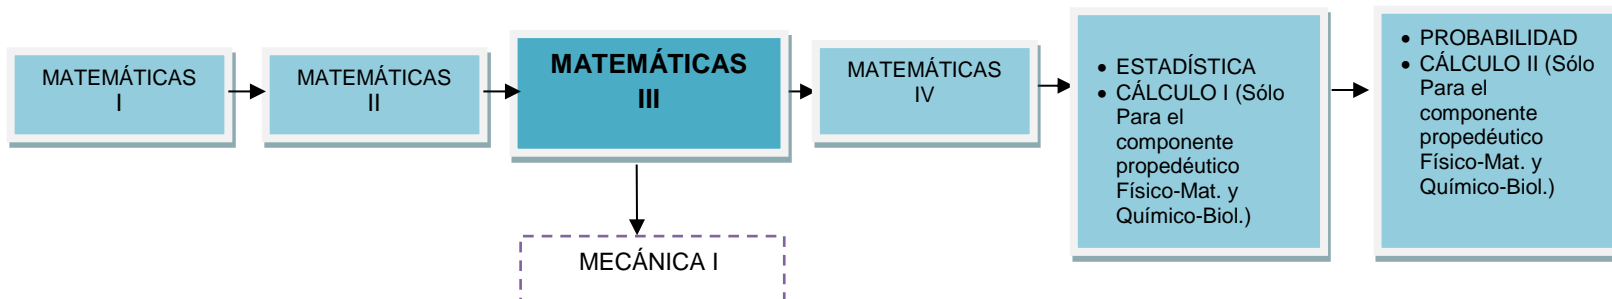 MATEMÁTICAS
I
MATEMÁTICAS
II
MATEMÁTICAS
III
MATEMÁTICAS
IV
• ESTADÍSTICA
• CÁLCULO I (Sólo
Para el
componente
propedéutico
Físico-Mat. y
Químico-Biol.)
• PROBABILIDAD
• CÁLCULO II (Sólo
Para el
componente
propedéutico
Físico-Mat. y
Químico-Biol.)
MECÁNICA I